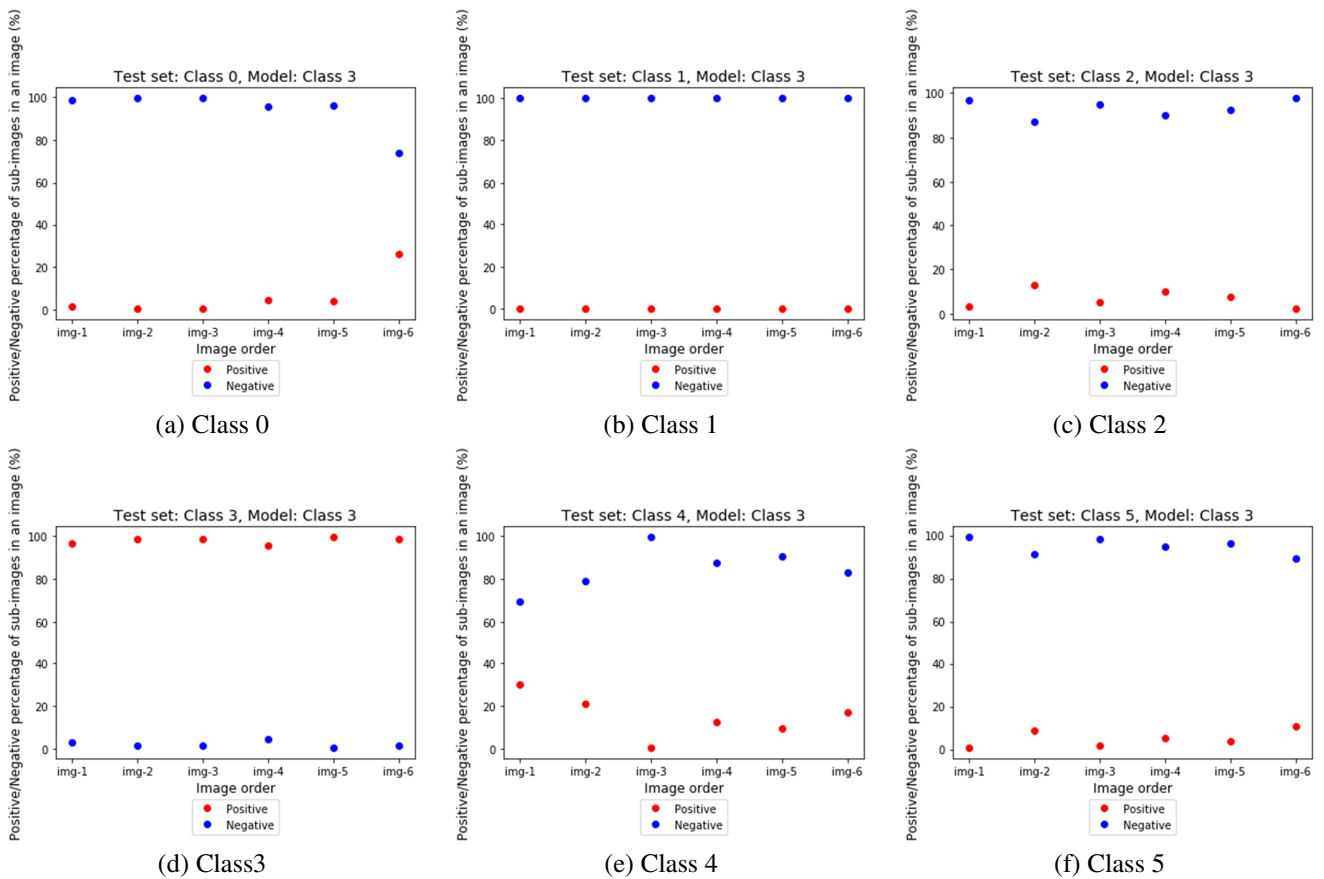 Positive/Negative percentage of sub-images in an image (%)
Test set: Class 0, Model: Class 3
100
80
60
40
20
0
img-1 img-2 img-3 img-4 img-5 img-6
Image order
Positive
Negative
(a) Class 0
Positive/Negative percentage of sub-images in an image (%)
Test set: Class 1, Model: Class 3
100
80
60
40
20
0
img-1 img-2 img-3 img-4 img-5 img-6
Image order
Positive
Negative
(b) Class 1
Positive/Negative percentage of sub-images in an image (%)
Test set: Class 2, Model: Class 3
100
80
60
40
20
0
img-1 img-2 img-3 img-4 img-5 img-6
Image order
Positive
Negative
(c) Class 2
Positive/Negative percentage of sub-images in an image (%)
Test set: Class 3, Model: Class 3
100
80
60
40
20
0
img-1 img-2 img-3 img-4 img-5 img-6
Image order
Positive
Negative
(d) Class3
Positive/Negative percentage of sub-images in an image (%)
Test set: Class 4, Model: Class 3
100
80
60
40
20
0
img-1 img-2 img-3 img-4 img-5 img-6
Image order
Positive
Negative
(e) Class 4
Positive/Negative percentage of sub-images in an image (%)
Test set: Class 5, Model: Class 3
100
80
60
40
20
0
img-1 img-2 img-3 img-4 img-5 img-6
Image order
Positive
Negative
(f) Class 5